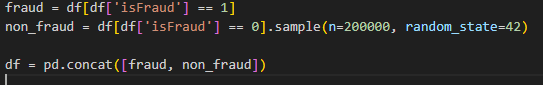 fraud = df[df['isFraud'] == 1]
non_fraud = df[df['isFraud'] == 0].sample(n=200000, random_state=42)
df = pd.concat([fraud, non_fraud])